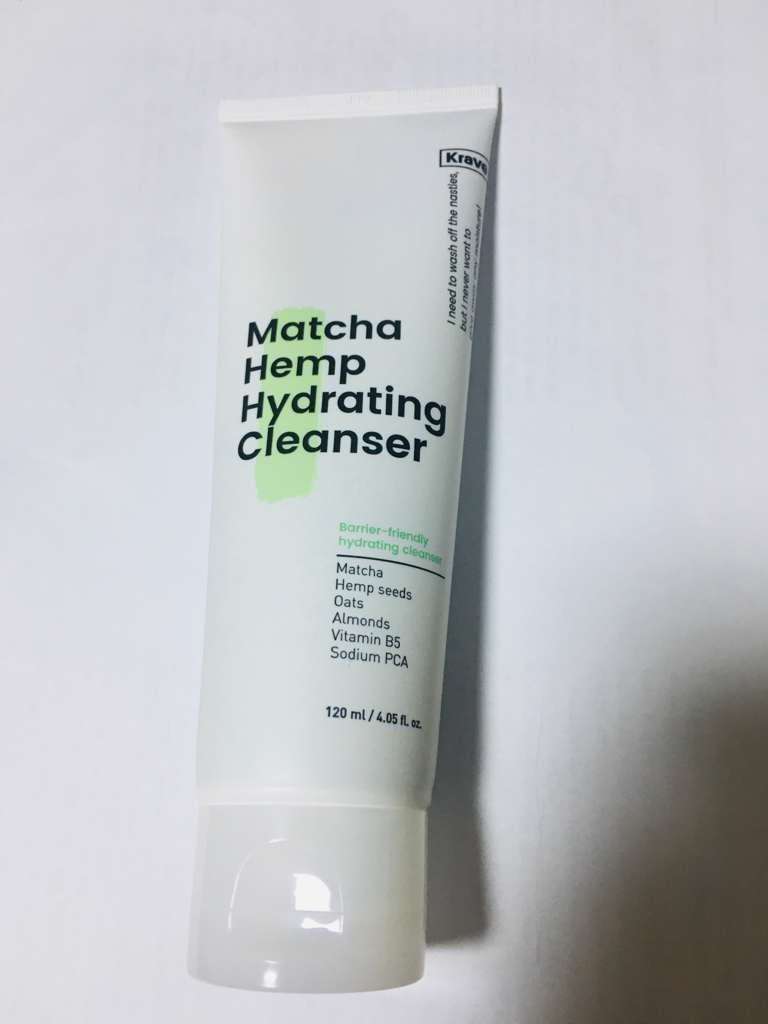 Krave
I need to wash off the nasties,
but I never want to
Matcha
Hemp
Hydrating
Cleanser
Barrier-friendly
hydrating cleanser
Matcha
Hemp seeds
Oats
Almonds
Vitamin B5
Sodium PCA
120 ml / 4.05 fl. oz.